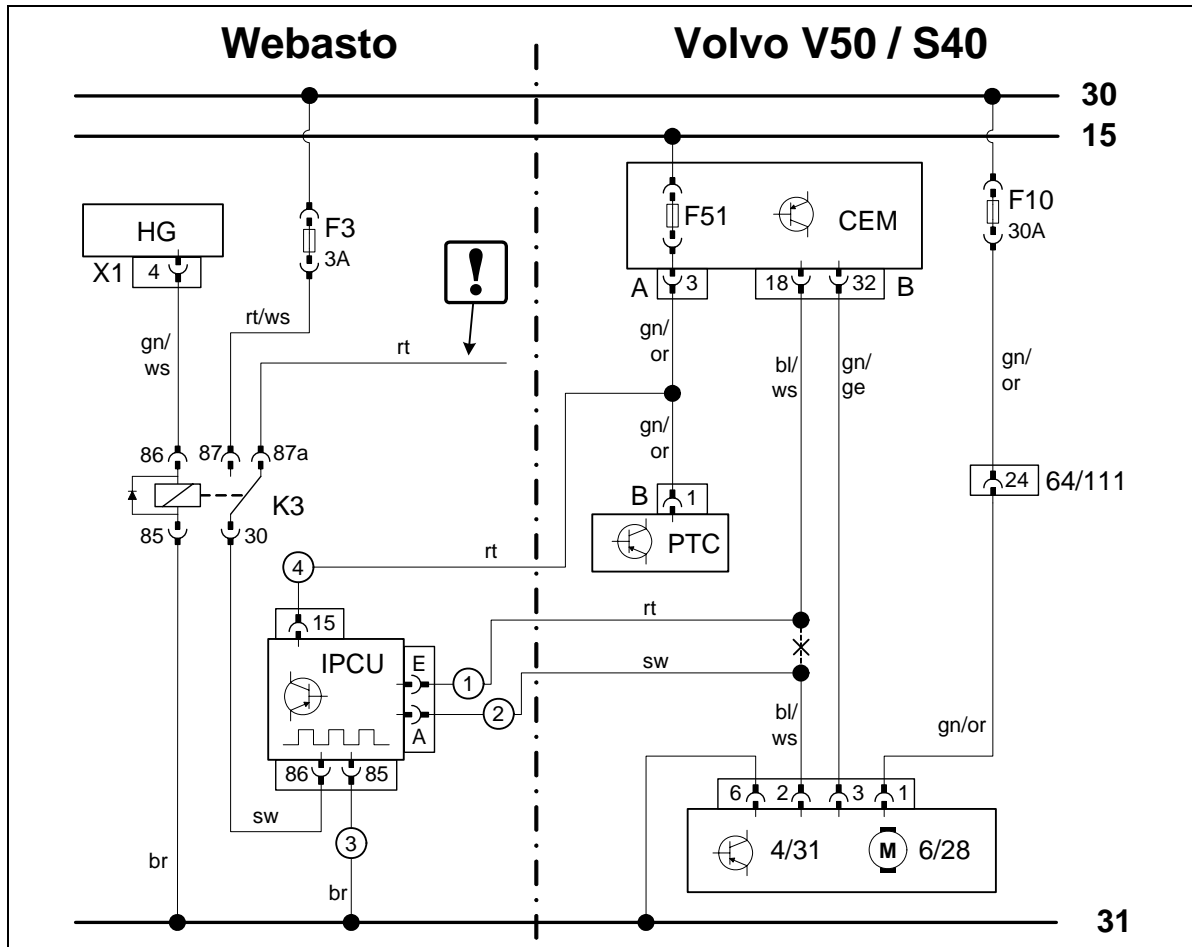 Webasto
Volvo V50 / S40
30
15
HG
X1
4
F3
3A
!
F51
CEM
F10
30A
A
3
18
32
B
rt/ws
rt
gn/
ws
gn/
or
bl/
ws
gn/
ge
gn/
or
86
87
87a
gn/
or
24
64/111
K3
85
30
B
1
PTC
4
rt
15
rt
IPCU
E
1
sw
A
2
bl/
ws
gn/or
86
85
sw
6
2
3
1
3
4/31
M
6/28
br
br
31